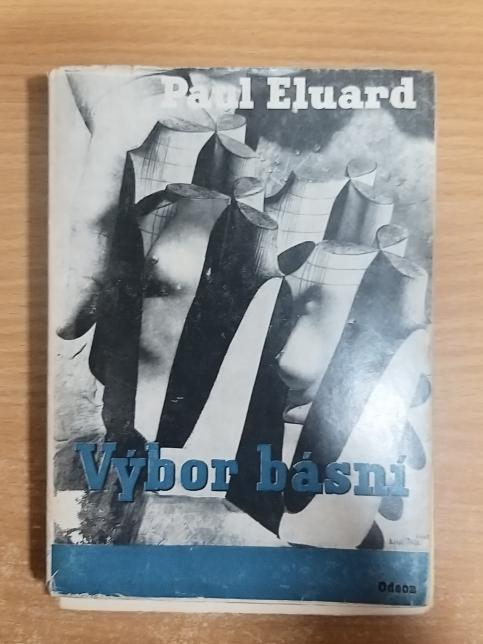 Paul Eluard
Výbor básní
Odeon